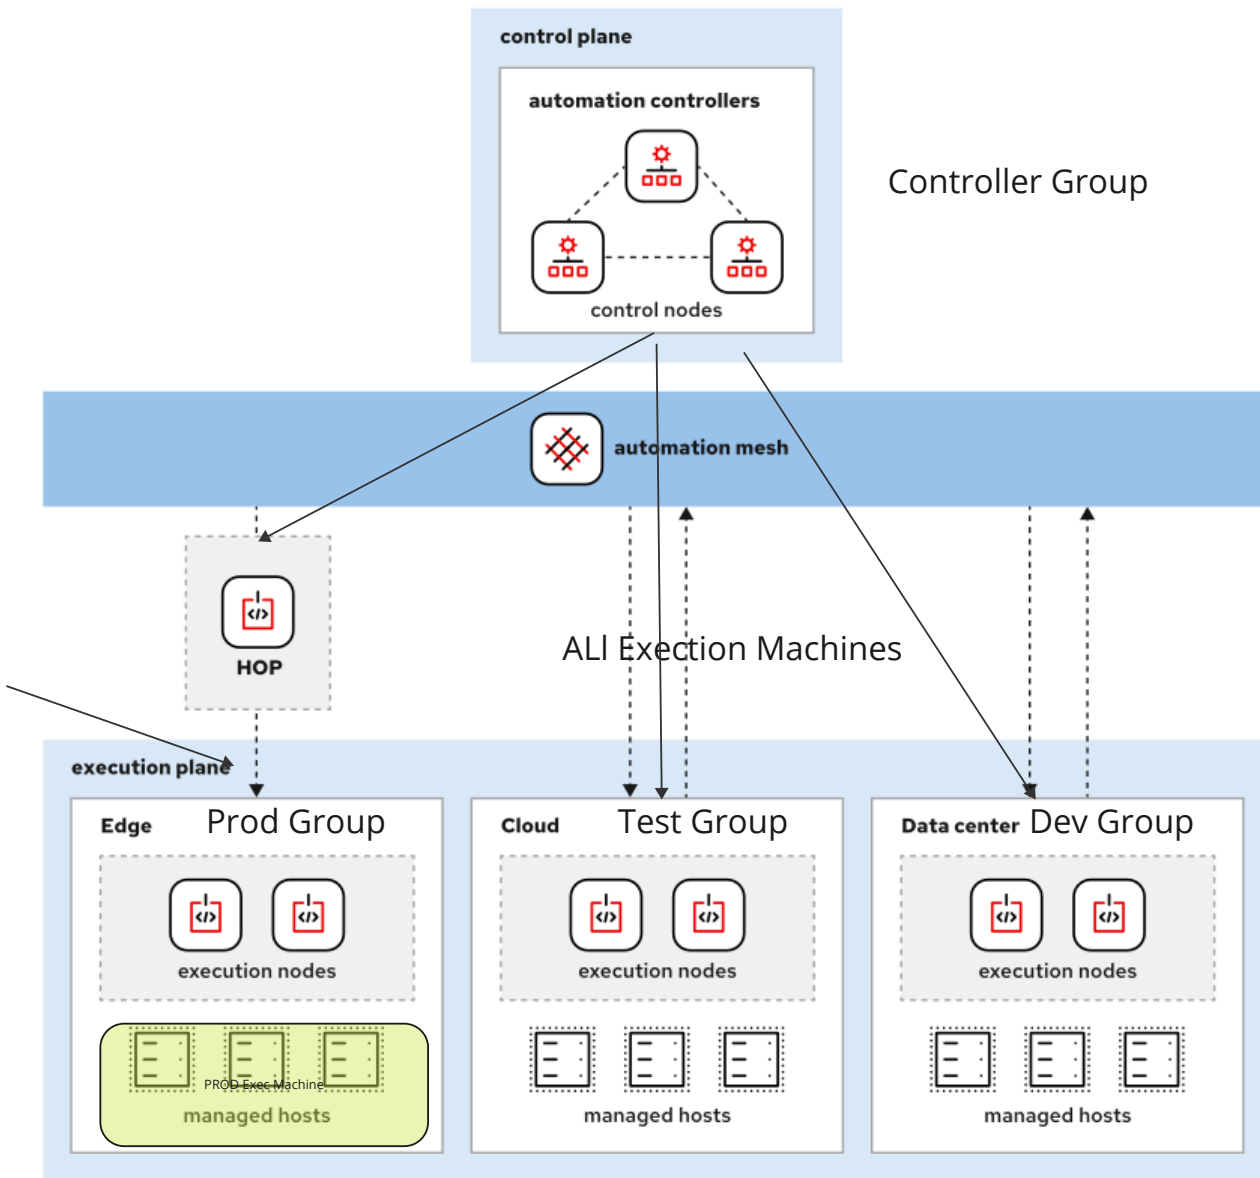 control plane
automation controllers
Controller Group
control nodes
automation mesh
HOP
ALl Exection Machines
execution plane
Edge
Prod Group
Cloud
Test Group
Data center
Dev Group
</>
</>
</>
</>
</>
</>
</>
execution nodes
execution nodes
execution nodes
PROD Exec Machine
managed hosts
managed hosts
managed hosts